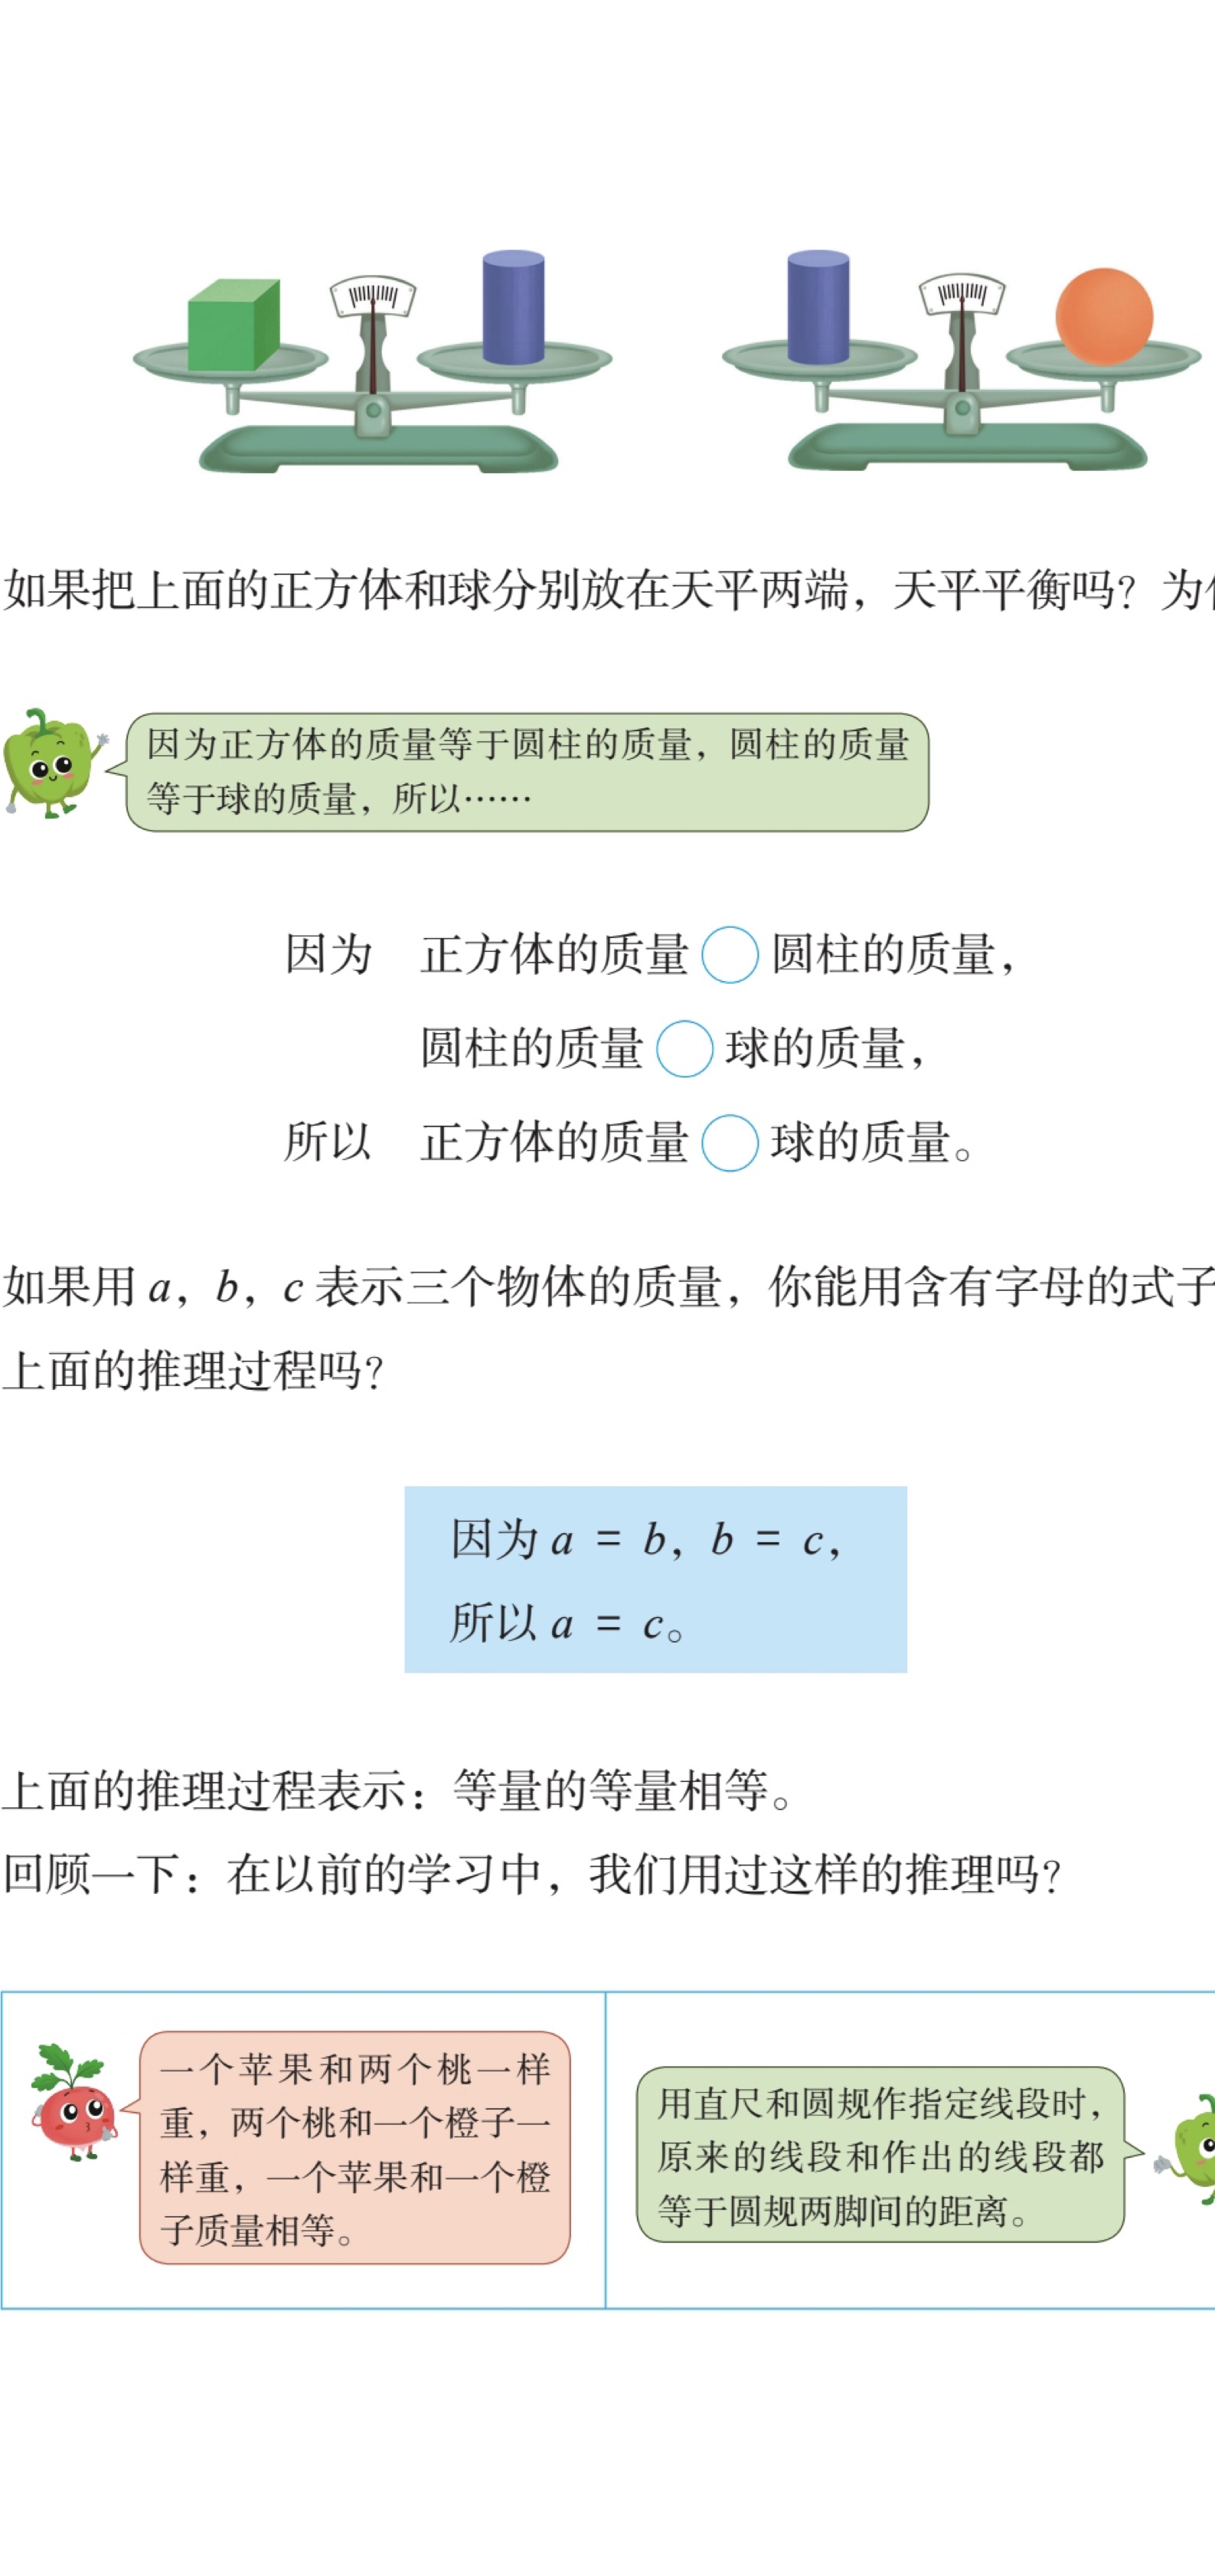 如果把上面的正方体和球分别放在天平两端，天平平衡吗？为
因为正方体的质量等于圆柱的质量，圆柱的质量
等于球的质量，所以……
因为 正方体的质量○圆柱的质量，
圆柱的质量○球的质量，
所以 正方体的质量○球的质量。
如果用 a，b，c 表示三个物体的质量，你能用含有字母的式子
上面的推理过程吗？
因为 a = b，b = c，
所以 a = c。
上面的推理过程表示：等量的等量相等。
回顾一下：在以前的学习中，我们用过这样的推理吗？
一个苹果和两个桃一样
重，两个桃和一个橙子一
样重，一个苹果和一个橙
子质量相等。
用直尺和圆规作指定线段时，
原来的线段和作出的线段都
等于圆规两脚间的距离。